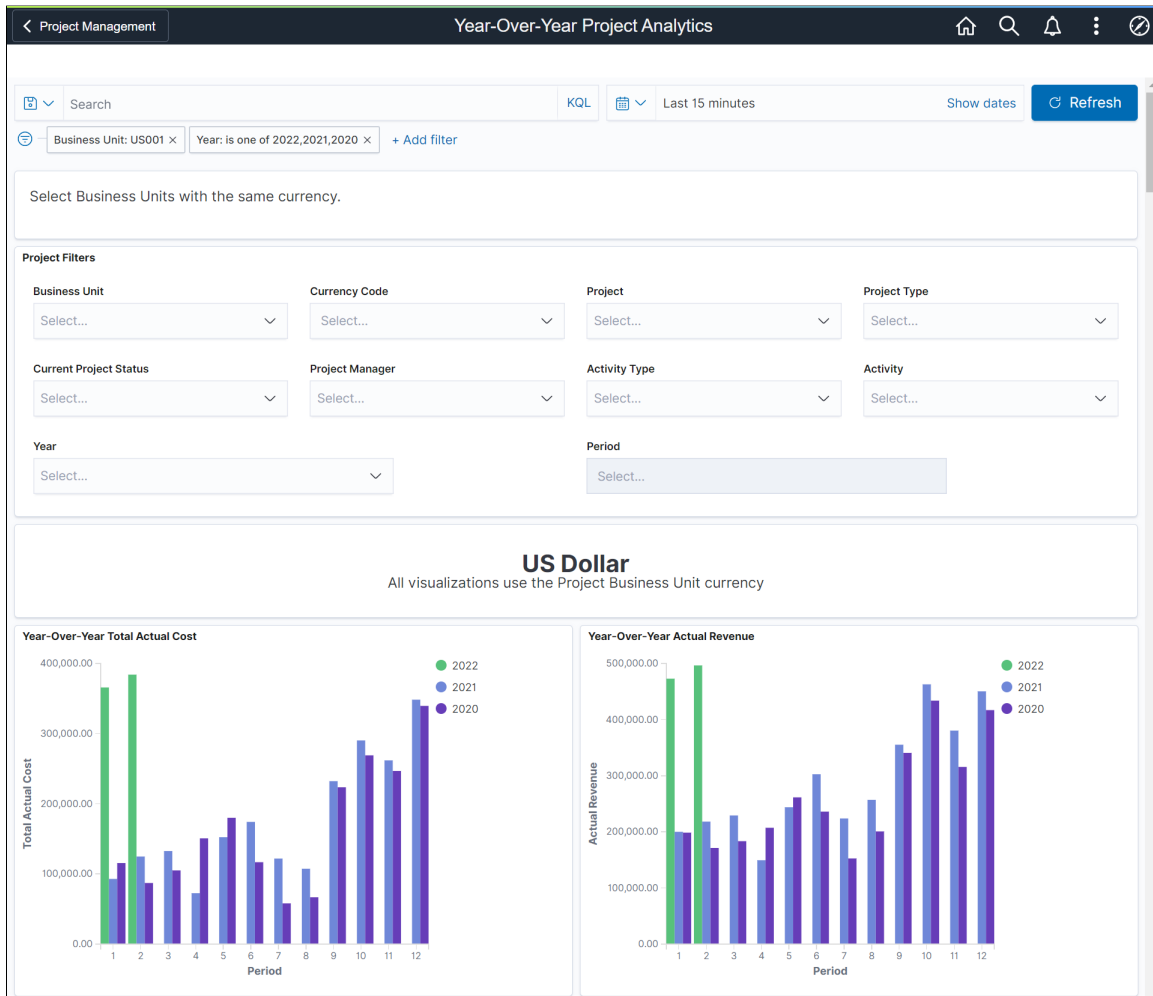 Project Management
Year-Over-Year Project Analytics
Search
KQL
Last 15 minutes
Show dates
Refresh
Business Unit: US001 ×
Year: is one of 2022,2021,2020 ×
+ Add filter
Select Business Units with the same currency.
Project Filters
Business Unit
Currency Code
Project
Project Type
Select...
Select...
Select...
Select...
Current Project Status
Project Manager
Activity Type
Activity
Select...
Select...
Select...
Select...
Year
Period
Select...
Select...
US Dollar
All visualizations use the Project Business Unit currency
Year-Over-Year Total Actual Cost
400,000.00
300,000.00
200,000.00
100,000.00
0.00
Total Actual Cost
1 2 3 4 5 6 7 8 9 10 11 12
Period
2022
2021
2020
Year-Over-Year Actual Revenue
500,000.00
400,000.00
300,000.00
200,000.00
100,000.00
0.00
Actual Revenue
1 2 3 4 5 6 7 8 9 10 11 12
Period
2022
2021
2020